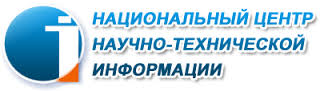 НАЦИОНАЛЬНЫЙ ЦЕНТР
НАУЧНО-ТЕХНИЧЕСКОЙ
ИНФОРМАЦИИ